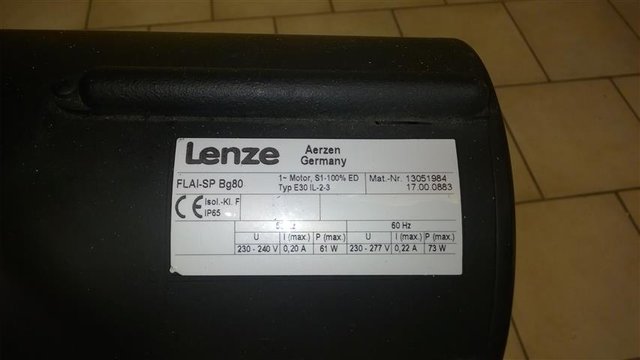 Lenze Aerzen
Germany
FLAI-SP Bg80 1~ Motor, S1-100% ED Mat.-Nr. 13051984
Typ E30 IL-2-3 17.00.0883
CE Isol.-Kl. F
IP65
60 Hz
U I (max.) P (max.) U I (max.) P (max.)
230 - 240 V 0,20 A 61 W 230 - 277 V 0,22 A 73 W